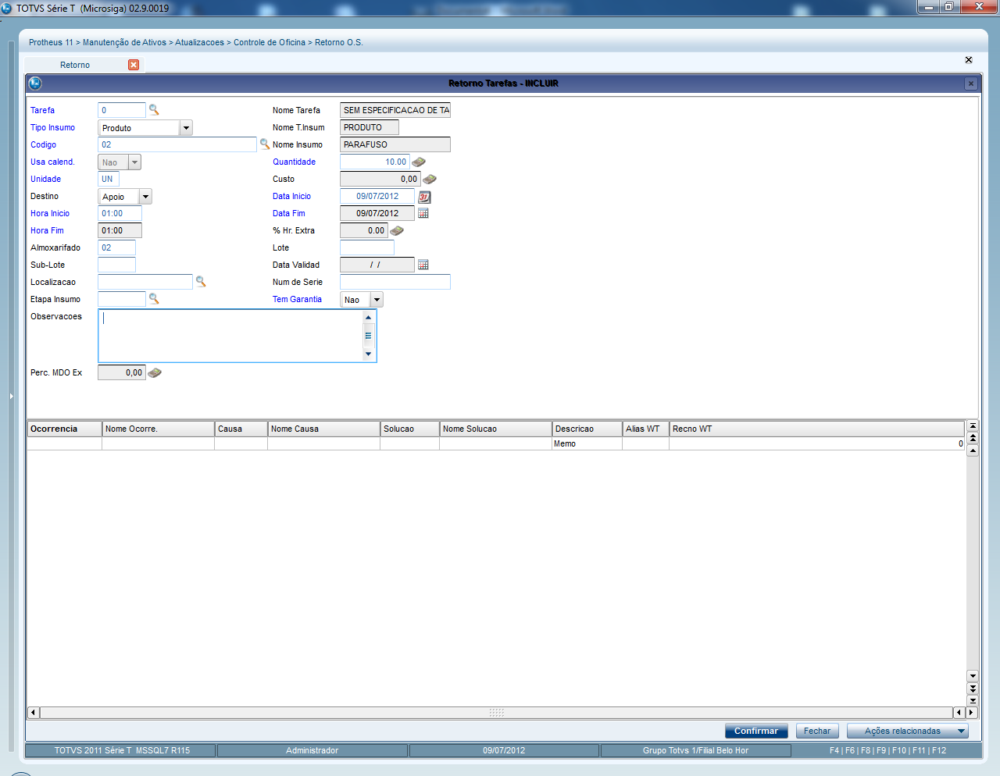 TOTVS Série T  (Microsiga) 02.9.0019
Protheus 11 > Manutenção de Ativos > Atualizacoes > Controle de Oficina > Retorno O.S.
Retorno
Retorno Tarefas - INCLUIR
Tarefa 0 Nome Tarefa SEM ESPECIFICACAO DE TA
Tipo Insumo Produto Nome T.Insum PRODUTO
Codigo 02 Nome Insumo PARAFUSO
Usa calend. Nao Quantidade 10.00
Unidade UN Custo 0,00
Destino Apoio Data Inicio 09/07/2012
Hora Inicio 01:00 Data Fim 09/07/2012
Hora Fim 01:00 % Hr. Extra 0.00
Almoxarifado 02 Lote
Sub-Lote Data Validad / /
Localizacao Num de Serie
Etapa Insumo Tem Garantia Nao
Observacoes
Perc. MDO Ex 0,00
Ocorrencia Nome Ocorre. Causa Nome Causa Solucao Nome Solucao Descricao Alias WT Recno WT
Memo 0
Confirmar Fechar Ações relacionadas
TOTVS 2011 Série T  MSSQL7 R115 Administrador 09/07/2012 Grupo Totvs 1/Filial Belo Hor F4 | F6 | F8 | F9 | F10 | F11 | F12